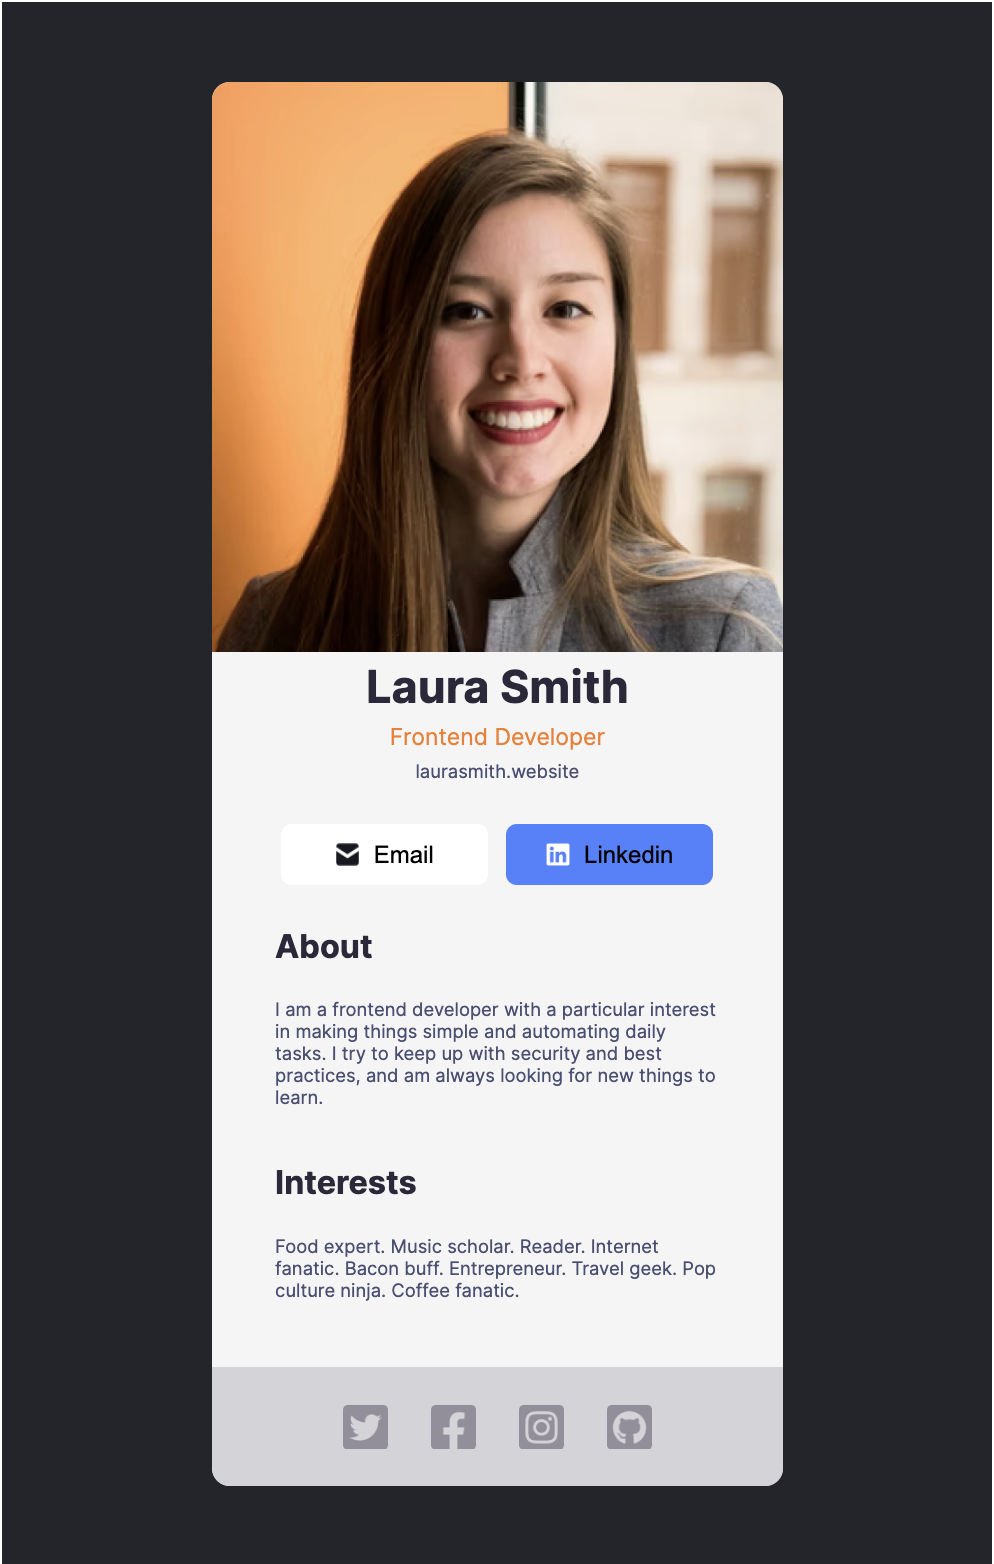 Laura Smith
Frontend Developer
laurasmith.website
Email
Linkedin
About
I am a frontend developer with a particular interest
in making things simple and automating daily
tasks. I try to keep up with security and best
practices, and am always looking for new things to
learn.
Interests
Food expert. Music scholar. Reader. Internet
fanatic. Bacon buff. Entrepreneur. Travel geek. Pop
culture ninja. Coffee fanatic.